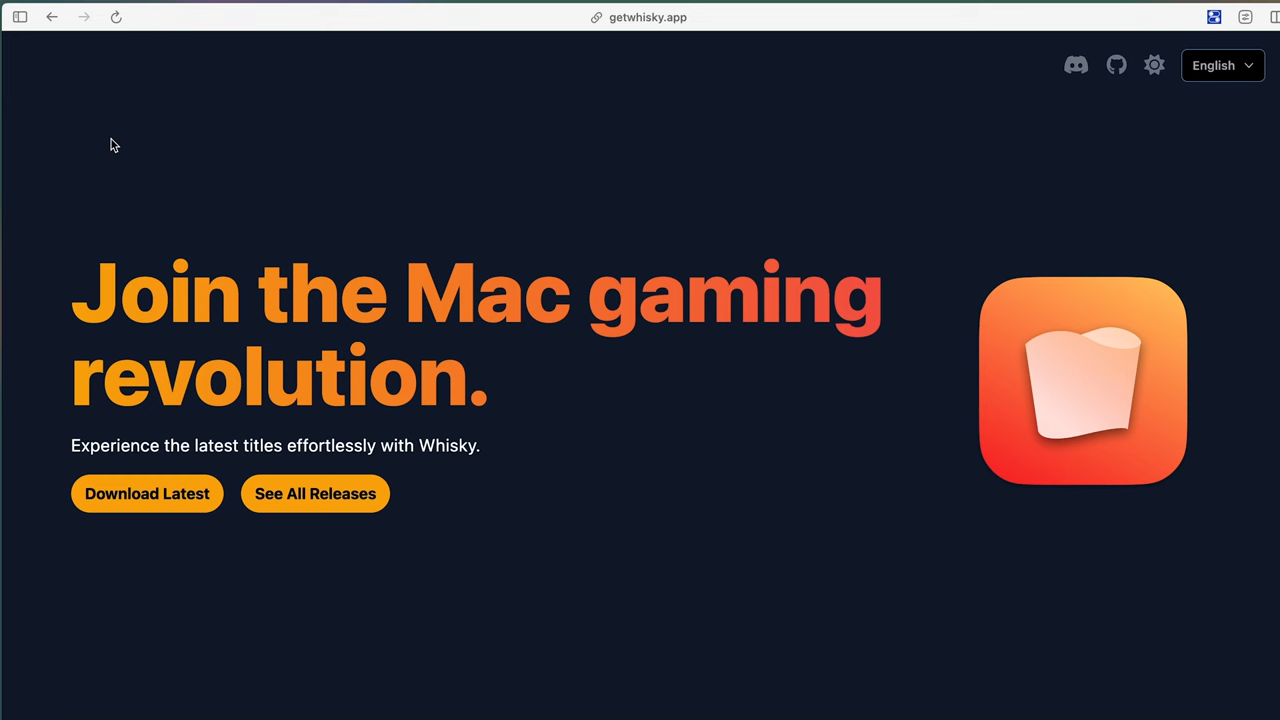 getwhisky.app
English
Join the Mac gaming
revolution.
Experience the latest titles effortlessly with Whisky.
Download Latest
See All Releases